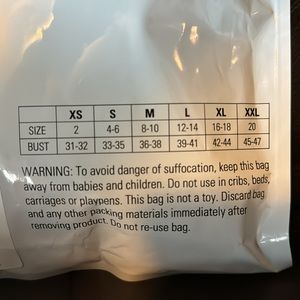 XS S M L XL XXL
SIZE 2 4-6 8-10 12-14 16-18 20
BUST 31-32 33-35 36-38 39-41 42-44 45-47
WARNING: To avoid danger of suffocation, keep this bag
away from babies and children. Do not use in cribs, beds,
carriages or playpens. This bag is not a toy. Discard bag
and any other packing materials immediately after
removing product. Do not re-use bag.